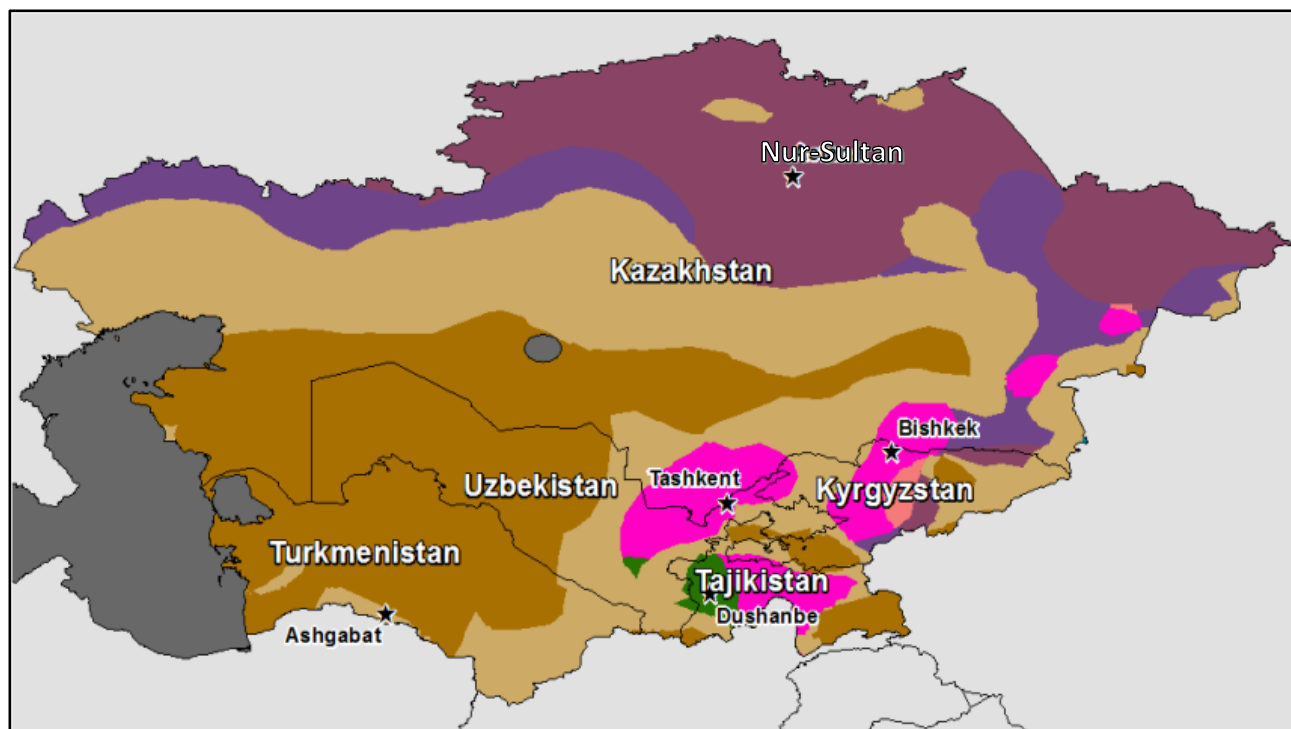 Nur-Sultan
Kazakhstan
Bishkek
Tashkent
Uzbekistan
Kyrgyzstan
Turkmenistan
Tajikistan
Dushanbe
Ashgabat